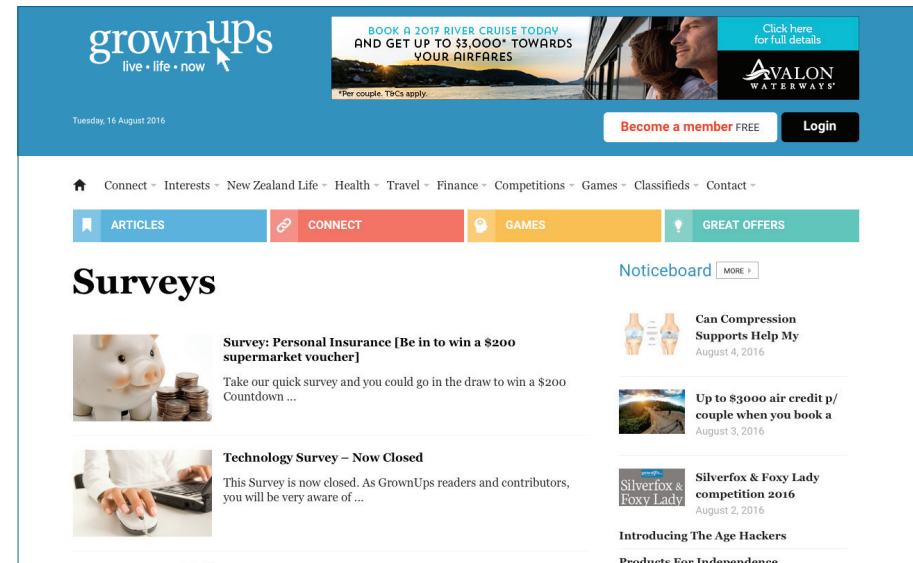 grownups
live • life • now
BOOK A 2017 RIVER CRUISE TODAY
AND GET UP TO $3,000* TOWARDS
YOUR AIRFARES
*Per couple. T&Cs apply.
Click here
for full details
AVALON
WATERWAYS®
Tuesday, 16 August 2016
Become a member FREE
Login
Connect Interests New Zealand Life Health Travel Finance Competitions Games Classifieds Contact
ARTICLES CONNECT GAMES GREAT OFFERS
Surveys
Survey: Personal Insurance [Be in to win a $200
supermarket voucher]
Take our quick survey and you could go in the draw to win a $200
Countdown ...
Technology Survey – Now Closed
This Survey is now closed. As GrownUps readers and contributors,
you will be very aware of ...
Noticeboard MORE
Can Compression
Supports Help My
August 4, 2016
Up to $3000 air credit p/
couple when you book a
August 3, 2016
Silverfox &
Foxy Lady
Silverfox & Foxy Lady
competition 2016
August 2, 2016
Introducing The Age Hackers
Products For Independence